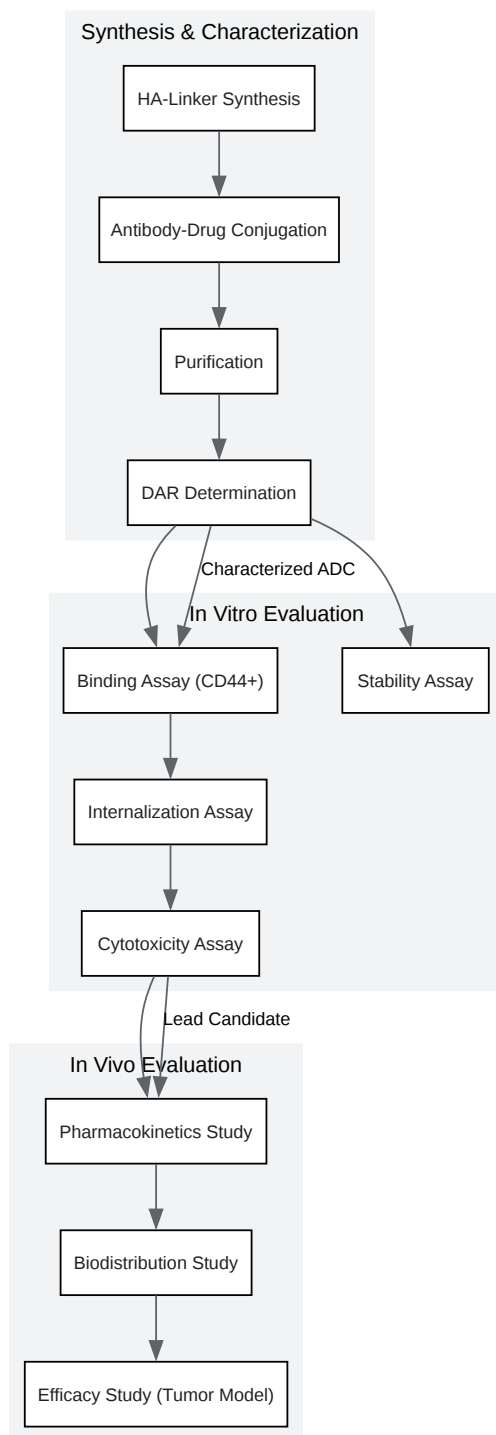 Synthesis & Characterization
HA-Linker Synthesis
Antibody-Drug Conjugation
Purification
DAR Determination
Characterized ADC
In Vitro Evaluation
Binding Assay (CD44+)
Stability Assay
Internalization Assay
Cytotoxicity Assay
Lead Candidate
In Vivo Evaluation
Pharmacokinetics Study
Biodistribution Study
Efficacy Study (Tumor Model)